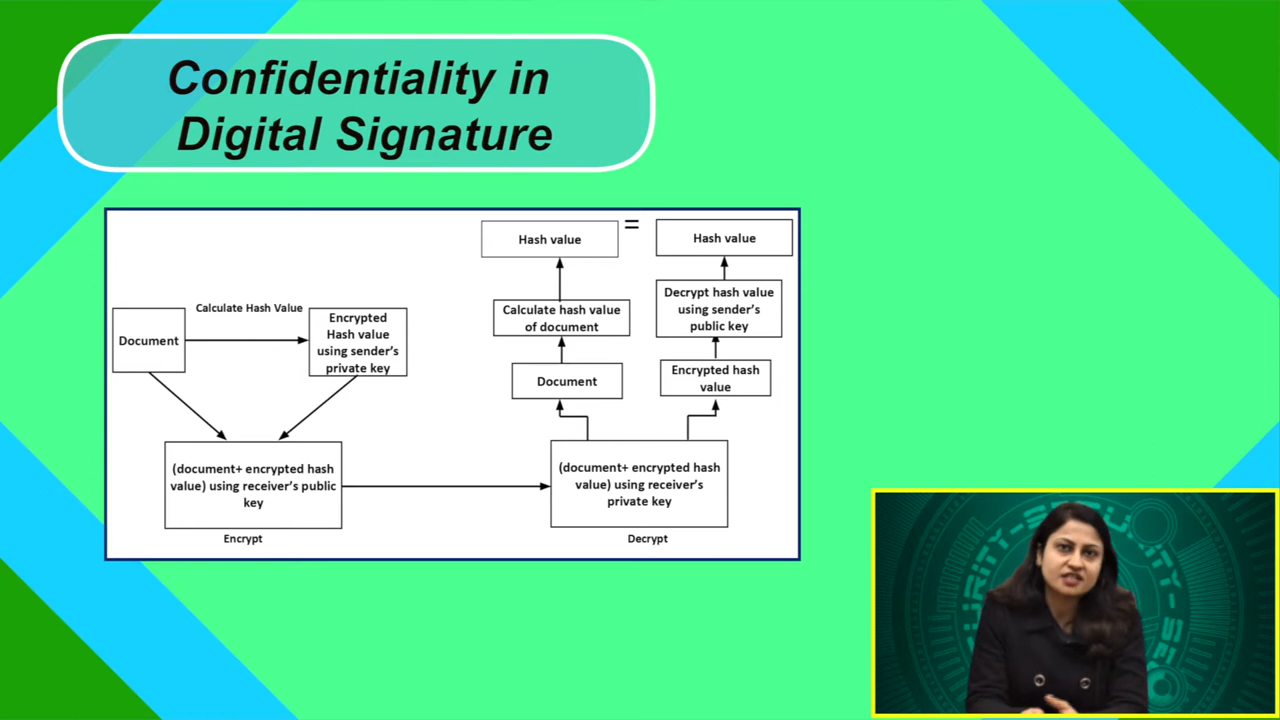 Confidentiality in
Digital Signature
Hash value
=
Hash value
Calculate hash value
of document
Decrypt hash value
using sender's
public key
Calculate Hash Value
Document
Encrypted
Hash value
using sender's
private key
Document
Encrypted hash
value
(document+ encrypted hash
value) using receiver's public
key
(document+ encrypted hash
value) using receiver's
private key
Encrypt
Decrypt